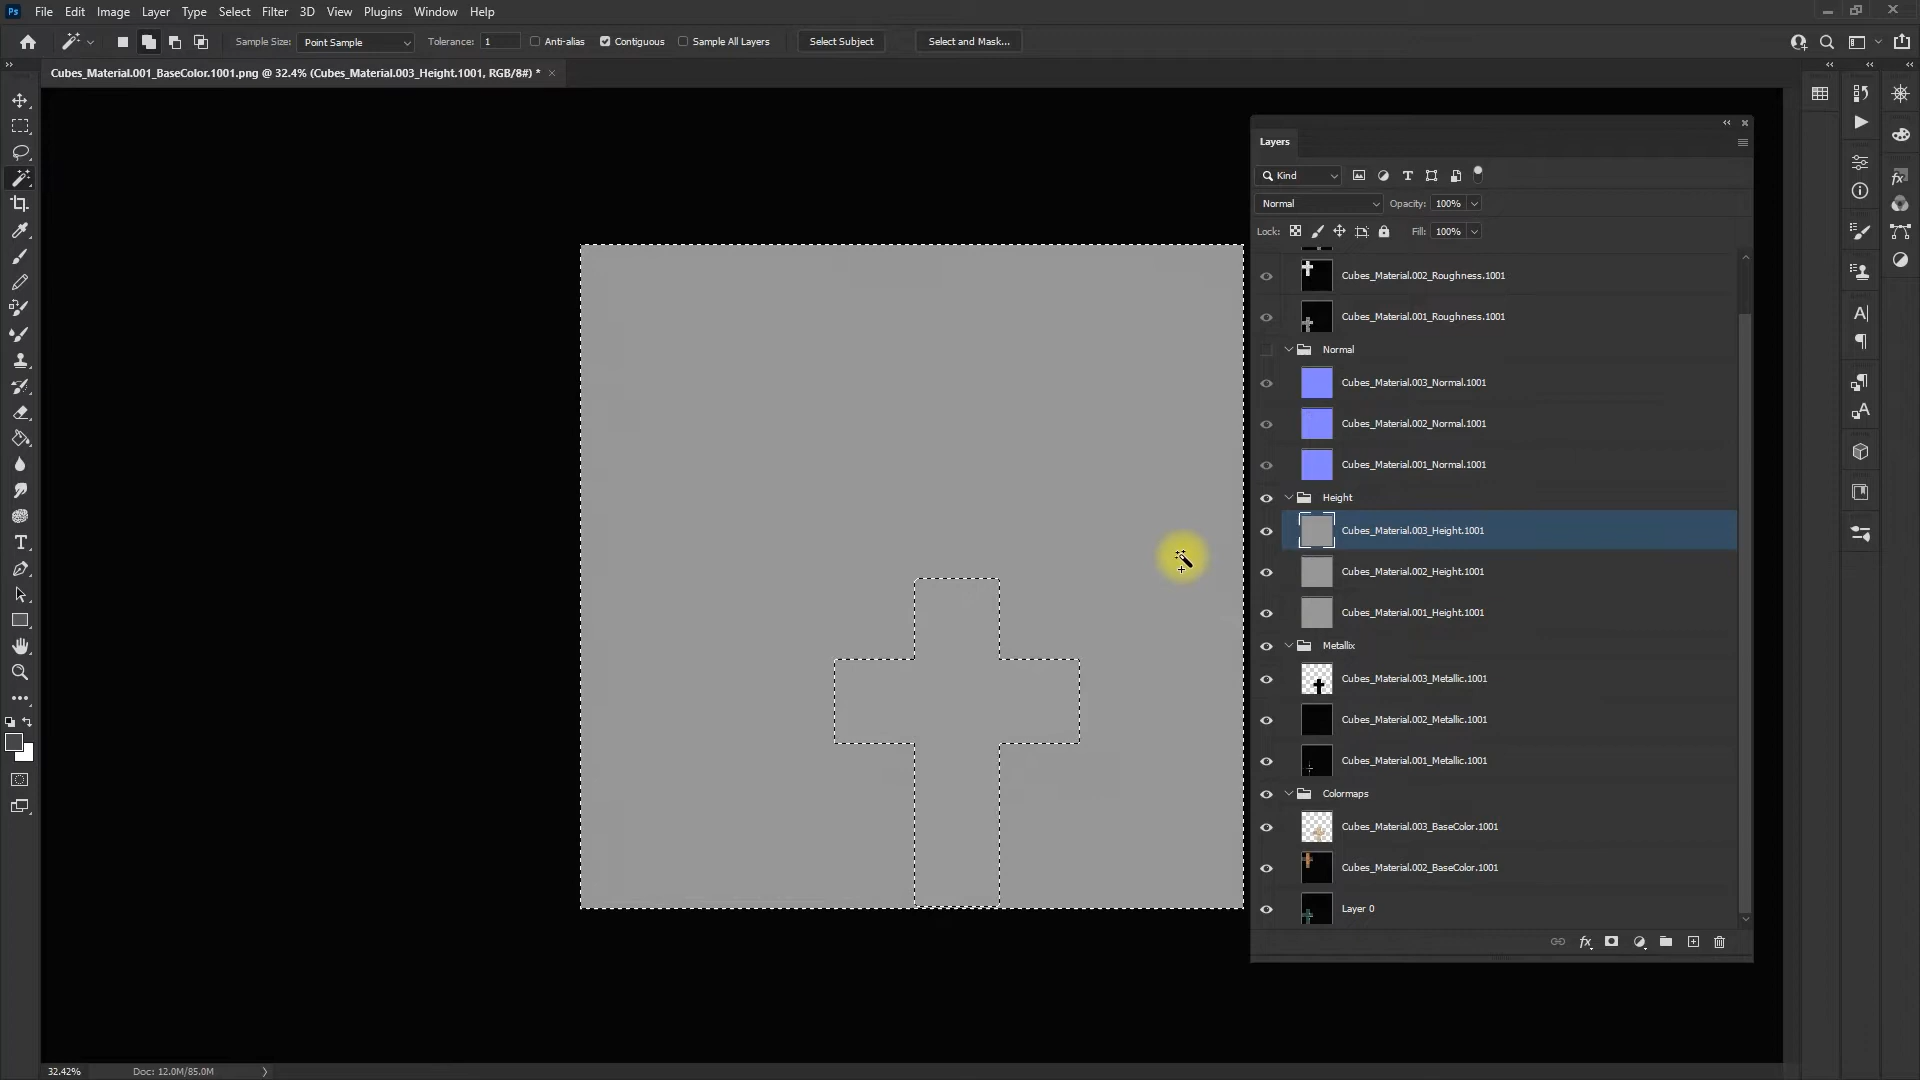 Ps File Edit Image Layer Type Select Filter 3D View Plugins Window Help
Sample Size: Point Sample Tolerance: 1 Anti-alias Contiguous Sample All Layers Select Subject Select and Mask...
Cubes_Material.001_BaseColor.1001.png @ 32.4% (Cubes_Material.003_Height.1001, RGB/8#) * ×
Layers
Kind
Normal Opacity: 100%
Lock: Fill: 100%
Cubes_Material.002_Roughness.1001
Cubes_Material.001_Roughness.1001
Normal
Cubes_Material.003_Normal.1001
Cubes_Material.002_Normal.1001
Cubes_Material.001_Normal.1001
Height
Cubes_Material.003_Height.1001
Cubes_Material.002_Height.1001
Cubes_Material.001_Height.1001
Metallix
Cubes_Material.003_Metallic.1001
Cubes_Material.002_Metallic.1001
Cubes_Material.001_Metallic.1001
Colormaps
Cubes_Material.003_BaseColor.1001
Cubes_Material.002_BaseColor.1001
Layer 0
32.42% Doc: 12.0M/85.0M